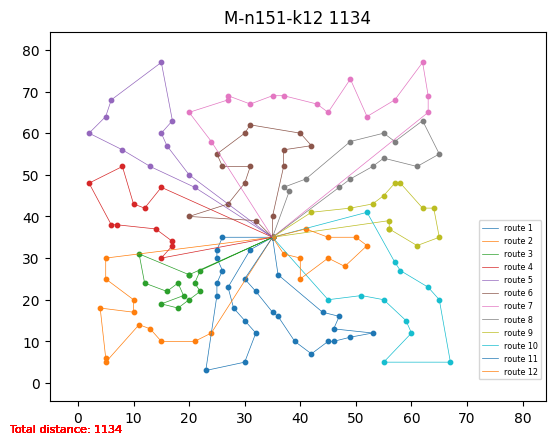 M-n151-k12 1134
80
70
60
50
40
30
20
10
0
0 10 20 30 40 50 60 70 80
route 1
route 2
route 3
route 4
route 5
route 6
route 7
route 8
route 9
route 10
route 11
route 12
Total distance: 1134